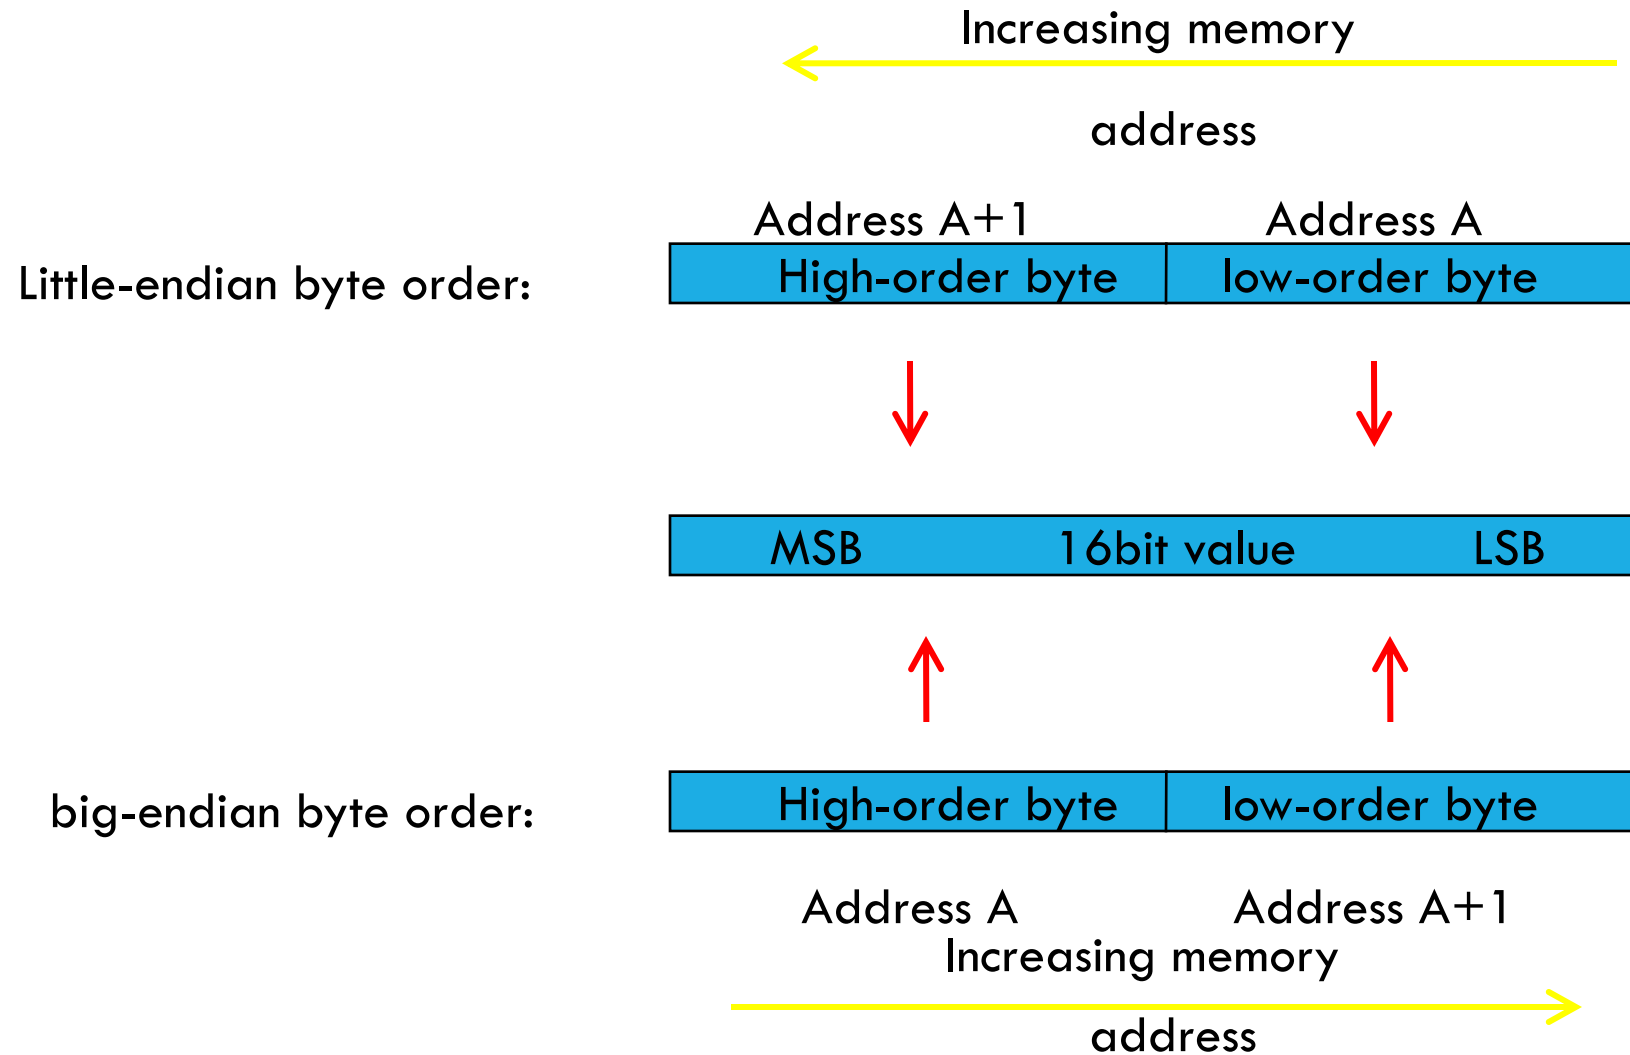 Increasing memory
address
Address A+1 Address A
Little-endian byte order: High-order byte low-order byte
MSB 16bit value LSB
big-endian byte order: High-order byte low-order byte
Address A Address A+1
Increasing memory
address